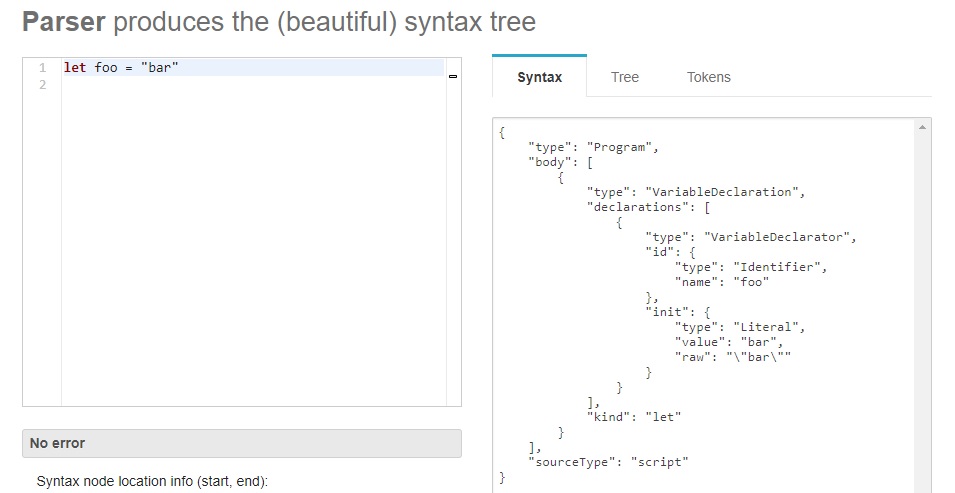 Parser produces the (beautiful) syntax tree
1 let foo = "bar"
2
No error
Syntax node location info (start, end):
Syntax Tree Tokens
{
    "type": "Program",
    "body": [
        {
            "type": "VariableDeclaration",
            "declarations": [
                {
                    "type": "VariableDeclarator",
                    "id": {
                        "type": "Identifier",
                        "name": "foo"
                    },
                    "init": {
                        "type": "Literal",
                        "value": "bar",
                        "raw": "\"bar\""
                    }
                }
            ],
            "kind": "let"
        }
    ],
    "sourceType": "script"
}